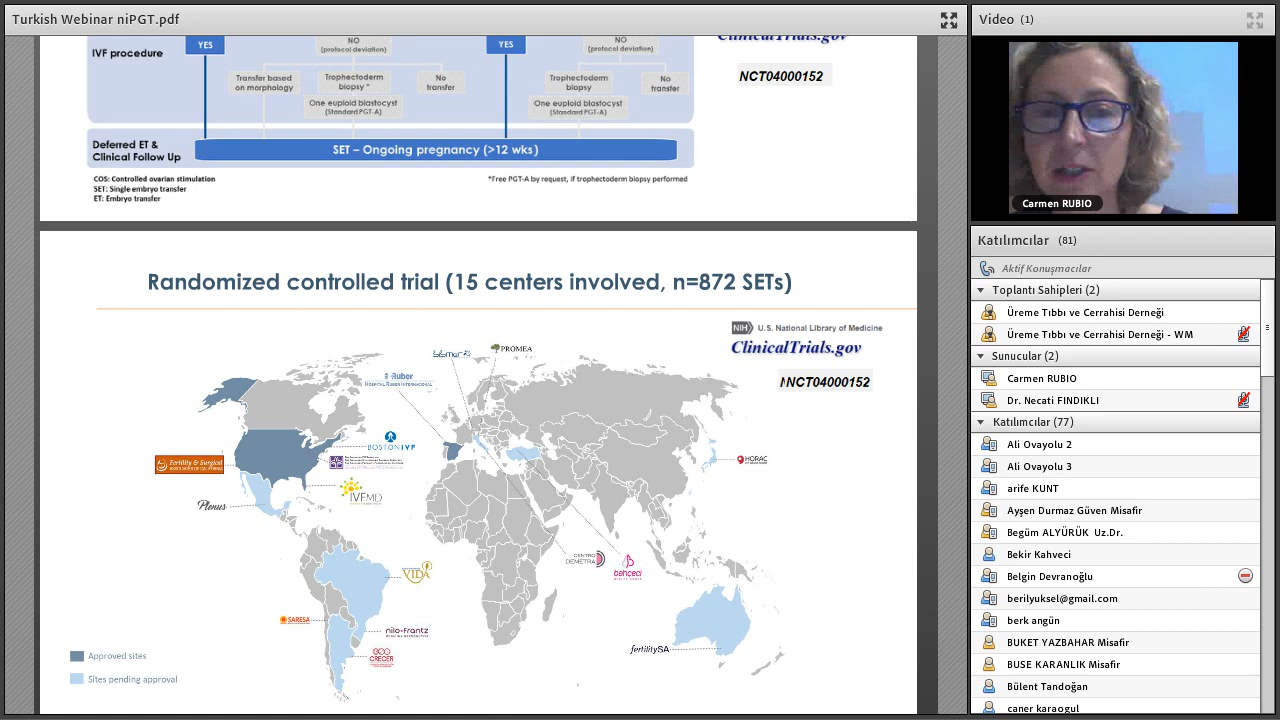 Turkish Webinar niPGT.pdf
IVF procedure
YES
NO
(protocol deviation)
YES
NO
(protocol deviation)
ClinicalTrials.gov
NCT04000152
Transfer based
on morphology
Trophectoderm
biopsy *
No
transfer
Trophectoderm
biopsy
No
transfer
One euploid blastocyst
(Standard PGT-A)
One euploid blastocyst
(Standard PGT-A)
Deferred ET &
Clinical Follow Up
SET – Ongoing pregnancy (>12 wks)
COS: Controlled ovarian stimulation
SET: Single embryo transfer
ET: Embryo transfer
*Free PGT-A by request, if trophectoderm biopsy performed
Randomized controlled trial (15 centers involved, n=872 SETs)
NIH U.S. National Library of Medicine
ClinicalTrials.gov
NCT04000152
PROMEA
Ruber
HOSPITAL RUBER INTERNACIONAL
BOSTON IVF
Fertility & Surgical
IVFMD
Plenus
HORAC
CENTRO
DEMETRA
bahçeci
VIDA
SARESA
nilo+frantz
CRECER
fertilitySA
Approved sites
Sites pending approval
Video (1)
Carmen RUBIO
Katılımcılar (81)
Aktif Konuşmacılar
Toplantı Sahipleri (2)
Üreme Tıbbı ve Cerrahisi Derneği
Üreme Tıbbı ve Cerrahisi Derneği - WM
Sunucular (2)
Carmen RUBIO
Dr. Necati FINDIKLI
Katılımcılar (77)
Ali Ovayolu 2
Ali Ovayolu 3
arife KUNT
Ayşen Durmaz Güven Misafir
Begüm ALYÜRÜK Uz.Dr.
Bekir Kahveci
Belgin Devranoğlu
berilyuksel@gmail.com
berk angün
BUKET YAZBAHAR Misafir
BUSE KARANLIK Misafir
Bülent Tandoğan
caner karaogul